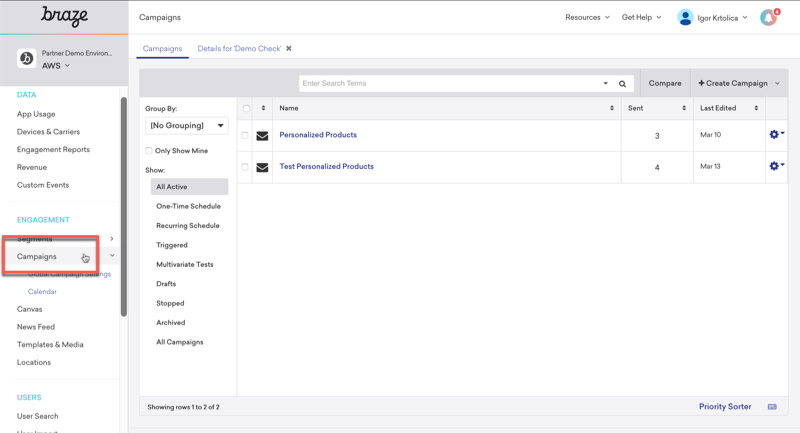 braze
Campaigns
Resources
Get Help
Igor Krtolica
4
Partner Demo Environ...
AWS
DATA
App Usage
Devices & Carriers
Engagement Reports
Revenue
Custom Events
ENGAGEMENT
Segments
Campaigns
Global Campaign Settings
Calendar
Canvas
News Feed
Templates & Media
Locations
USERS
User Search
User Import
Campaigns
Details for 'Demo Check' ✖
Enter Search Terms
Compare
+ Create Campaign
Group By:
[No Grouping]
Only Show Mine
Show:
All Active
One-Time Schedule
Recurring Schedule
Triggered
Multivariate Tests
Drafts
Stopped
Archived
All Campaigns
Name Sent Last Edited
Personalized Products 3 Mar 10
Test Personalized Products 4 Mar 13
Showing rows 1 to 2 of 2
Priority Sorter